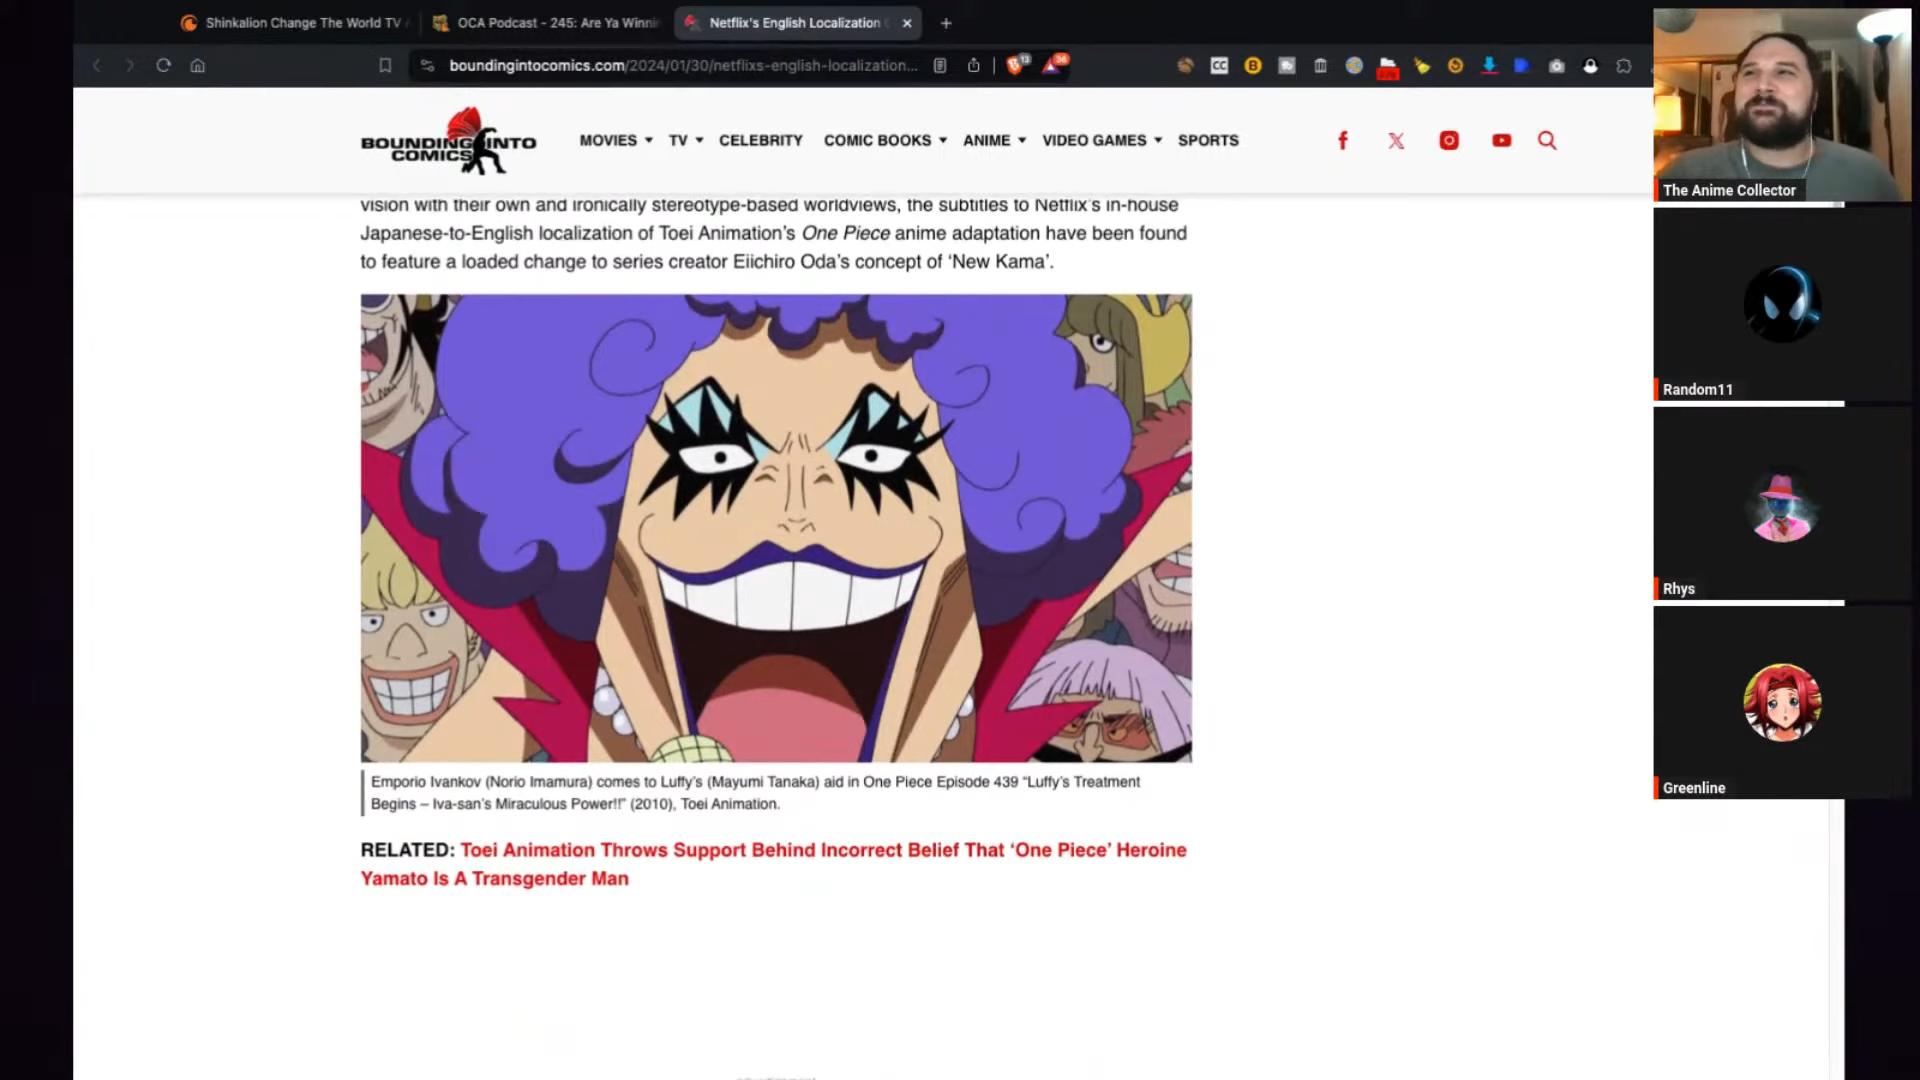 Shinkalion Change The World TV
OCA Podcast - 245: Are Ya Winni
Netflix's English Localization
boundingintocomics.com/2024/01/30/netflixs-english-localization...
CC
B
13
36
BOUNDING INTO
COMICS
MOVIES
TV
CELEBRITY
COMIC BOOKS
ANIME
VIDEO GAMES
SPORTS
vision with their own and ironically stereotype-based worldviews, the subtitles to Netflix's in-house
Japanese-to-English localization of Toei Animation's One Piece anime adaptation have been found
to feature a loaded change to series creator Eiichiro Oda's concept of ‘New Kama’.
Emporio Ivankov (Norio Imamura) comes to Luffy's (Mayumi Tanaka) aid in One Piece Episode 439 “Luffy's Treatment
Begins – Iva-san's Miraculous Power!!” (2010), Toei Animation.
RELATED: Toei Animation Throws Support Behind Incorrect Belief That ‘One Piece’ Heroine
Yamato Is A Transgender Man
The Anime Collector
Random11
Rhys
Greenline